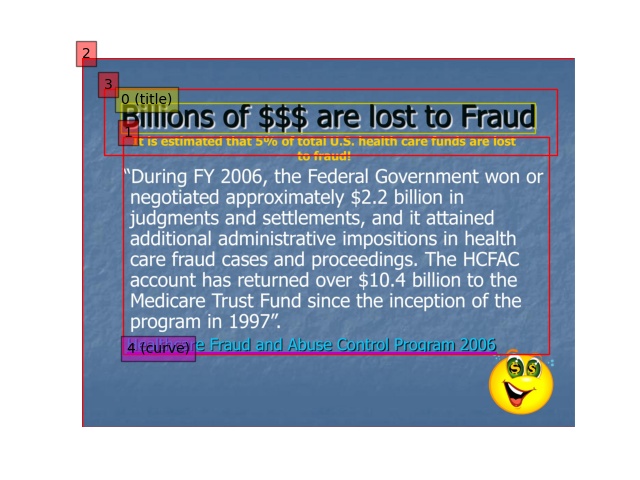 2
3
0 (title)
Billions of $$$ are lost to Fraud
1
It is estimated that 5% of total U.S. health care funds are lost
to fraud!
“During FY 2006, the Federal Government won or
negotiated approximately $2.2 billion in
judgments and settlements, and it attained
additional administrative impositions in health
care fraud cases and proceedings. The HCFAC
account has returned over $10.4 billion to the
Medicare Trust Fund since the inception of the
program in 1997”.
4 (curve)
Fraud and Abuse Control Program 2006
$ $